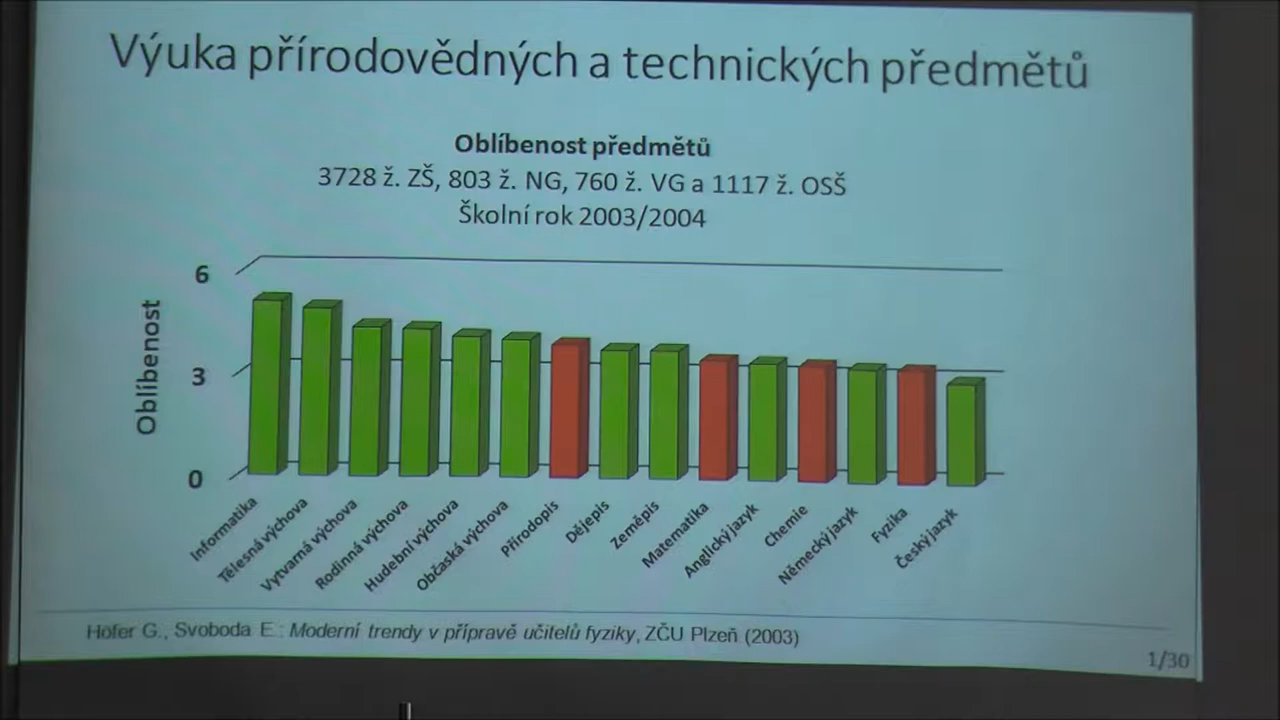 Výuka přírodovědných a technických předmětů
Oblíbenost předmětů
3728 ž. ZŠ, 803 ž. NG, 760 ž. VG a 1117 ž. OSŠ
Školní rok 2003/2004
6
3
0
Oblíbenost
Informatika
Tělesná výchova
Vytvarná výchova
Rodinná výchova
Hudební výchova
Občaská výchova
Přírodopis
Dějepis
Zeměpis
Matematika
Anglický jazyk
Chemie
Německý jazyk
Fyzika
Český jazyk
Hofer G., Svoboda E.: Moderní trendy v přípravě učitelů fyziky, ZČU Plzeň (2003)
1/30